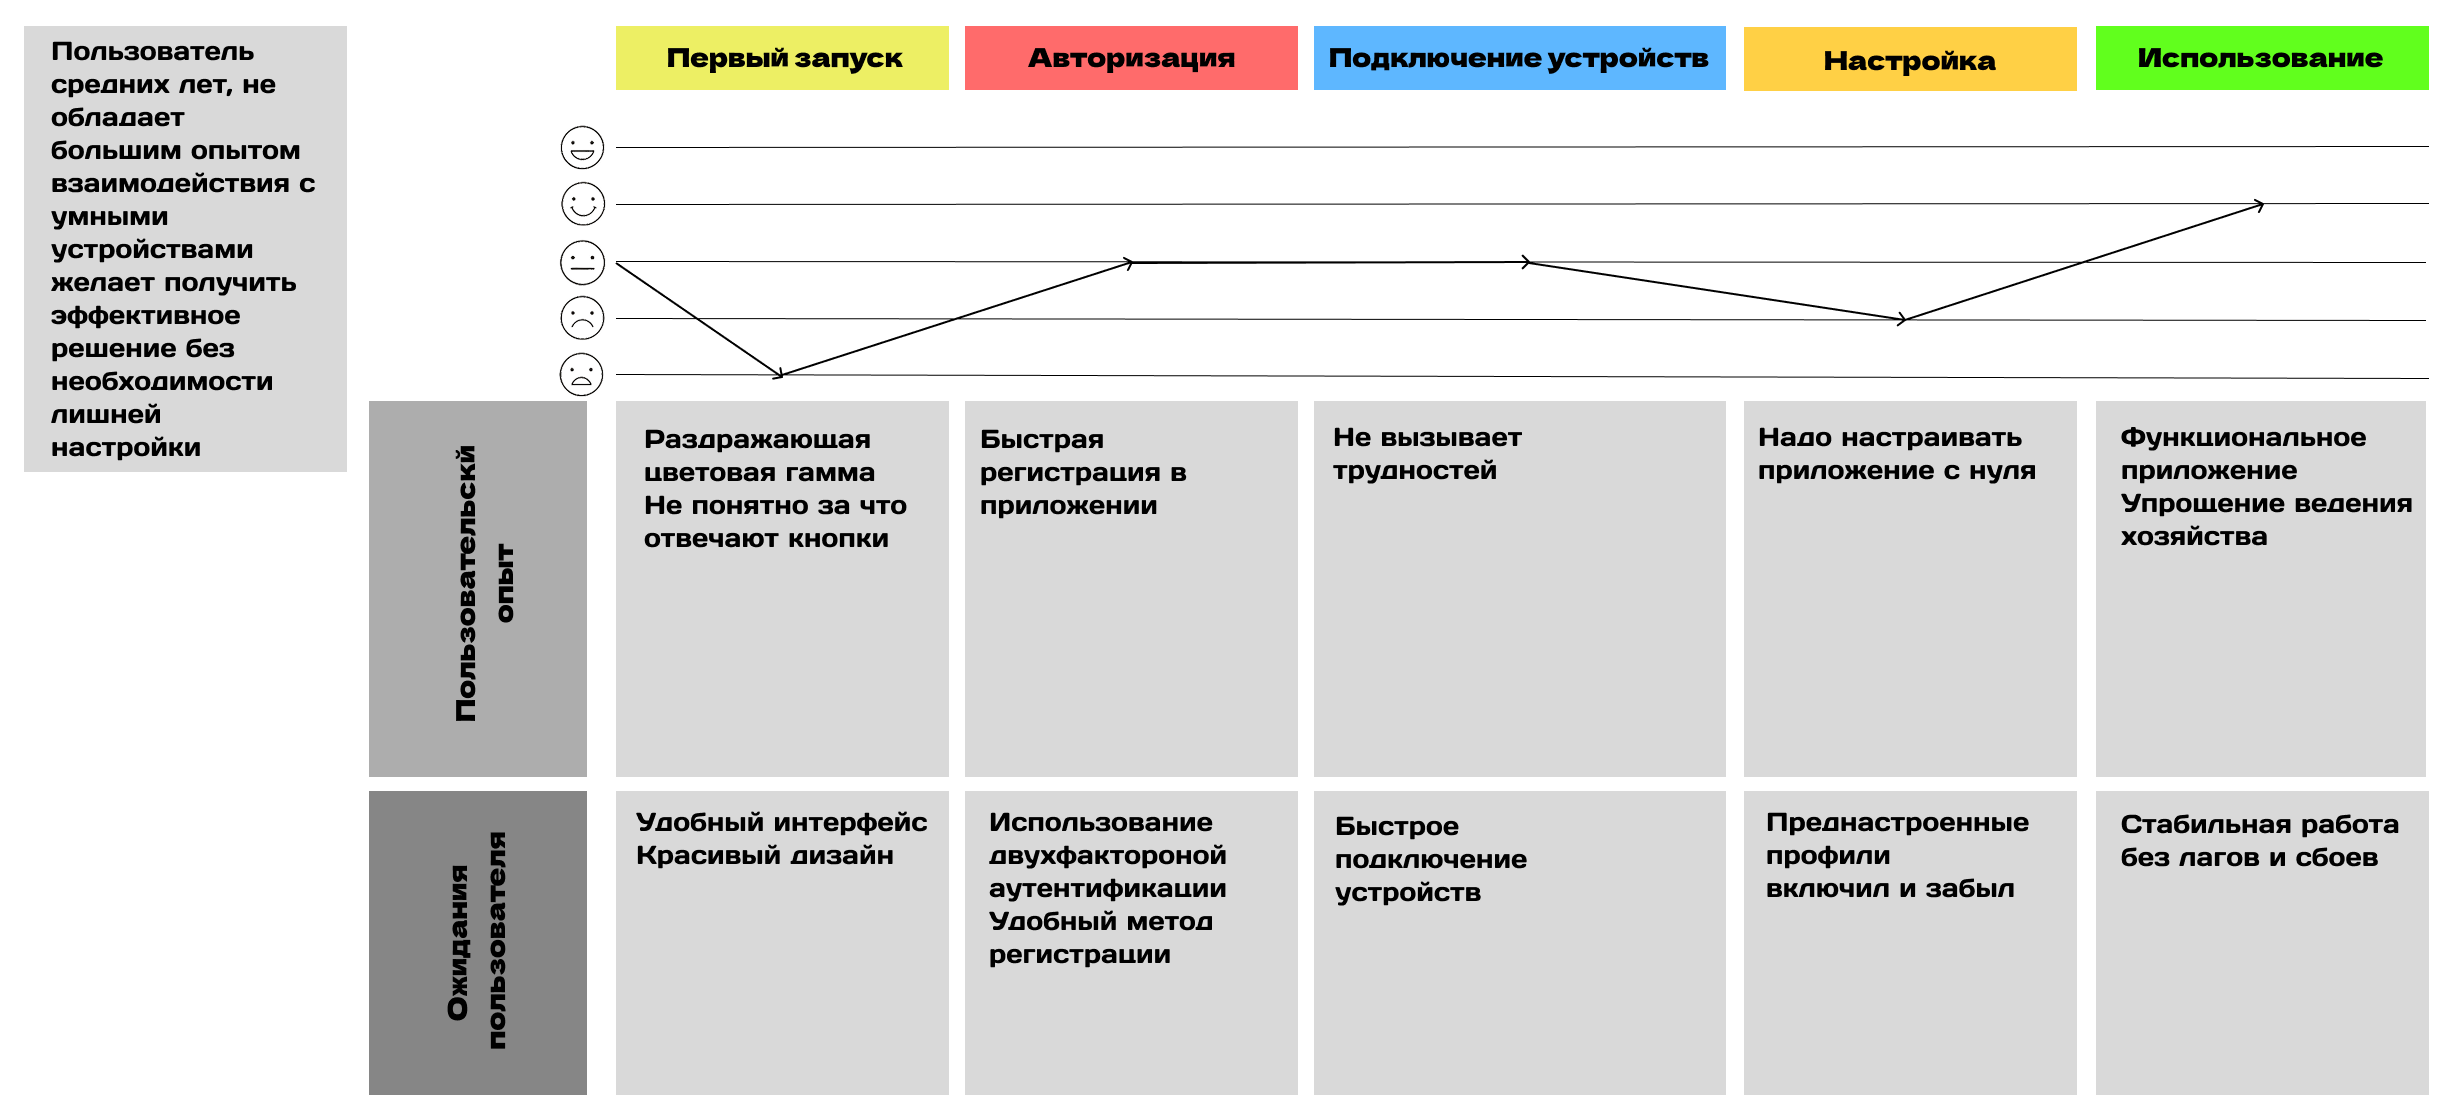 Пользователь
средних лет, не
обладает
большим опытом
взаимодействия с
умными
устройствами
желает получить
эффективное
решение без
необходимости
лишней
настройки
Первый запуск
Авторизация
Подключение устройств
Настройка
Использование
Пользовательскй
опыт
Раздражающая
цветовая гамма
Не понятно за что
отвечают кнопки
Быстрая
регистрация в
приложении
Не вызывает
трудностей
Надо настраивать
приложение с нуля
Функциональное
приложение
Упрощение ведения
хозяйства
Ожидания
пользователя
Удобный интерфейс
Красивый дизайн
Использование
двухфактороной
аутентификации
Удобный метод
регистрации
Быстрое
подключение
устройств
Преднастроенные
профили
включил и забыл
Стабильная работа
без лагов и сбоев